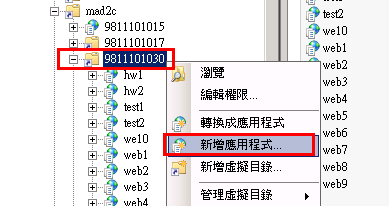 mad2c
9811101015
9811101017
9811101030
hw1
hw2
test1
test2
we10
web1
web2
web3
web4
瀏覽
編輯權限...
轉換成應用程式
新增應用程式...
新增虛擬目錄...
管理虛擬目錄
test2
we10
web1
web2
web3
web4
web5
web6
web7
web8
web9